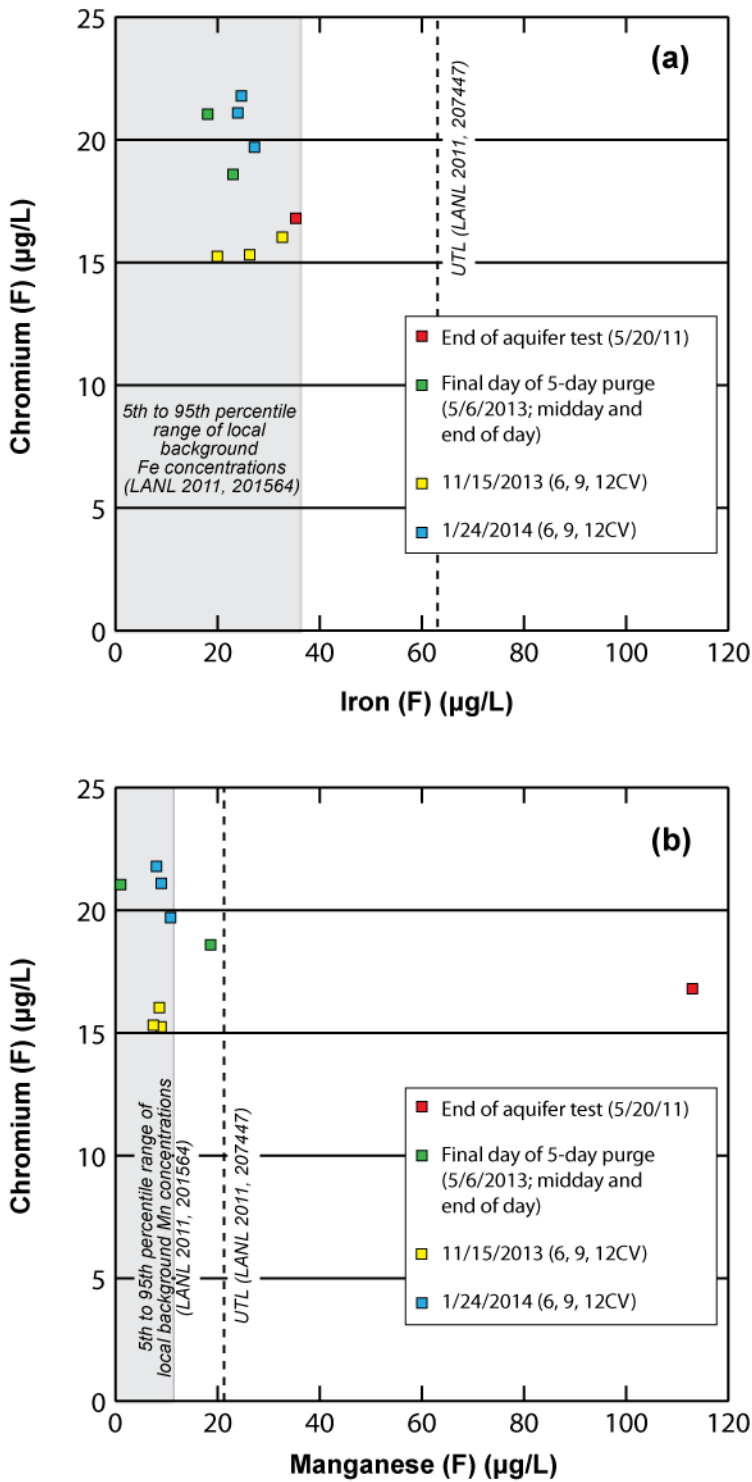 25
(a)
20
15
10
5
0
Chromium (F) (µg/L)
UTL (LANL 2011, 207447)
5th to 95th percentile
range of local
background
Fe concentrations
(LANL 2011, 201564)
End of aquifer test (5/20/11)
Final day of 5-day purge
(5/6/2013; midday and
end of day)
11/15/2013 (6, 9, 12CV)
1/24/2014 (6, 9, 12CV)
0 20 40 60 80 100 120
Iron (F) (µg/L)
25
(b)
20
15
10
5
0
Chromium (F) (µg/L)
5th to 95th percentile range of
local background Mn concentrations
(LANL 2011, 201564)
UTL (LANL 2011, 207447)
End of aquifer test (5/20/11)
Final day of 5-day purge
(5/6/2013; midday and
end of day)
11/15/2013 (6, 9, 12CV)
1/24/2014 (6, 9, 12CV)
0 20 40 60 80 100 120
Manganese (F) (µg/L)